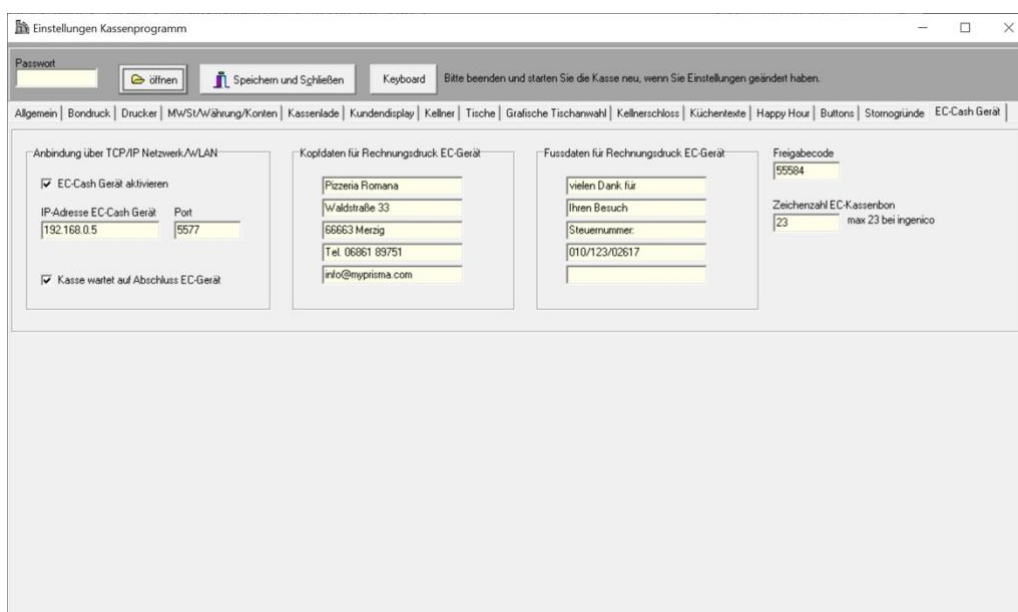 Einstellungen Kassenprogramm
Passwort
öffnen
Speichern und Schließen
Keyboard
Bitte beenden und starten Sie die Kasse neu, wenn Sie Einstellungen geändert haben.
Allgemein | Bondruck | Drucker | MWSt/Währung/Konten | Kassenlade | Kundendisplay | Kellner | Tische | Grafische Tischanwahl | Kellnerschloss | Küchentexte | Happy Hour | Buttons | Stornogründe | EC-Cash Gerät
Anbindung über TCP/IP Netzwerk/WLAN
EC-Cash Gerät aktivieren
IP-Adresse EC-Cash Gerät Port
192.168.0.5 5577
Kasse wartet auf Abschluss EC-Gerät
Kopfdaten für Rechnungsdruck EC-Gerät
Pizzeria Romana
Waldstraße 33
66663 Merzig
Tel. 06861 89751
info@myprisma.com
Fussdaten für Rechnungsdruck EC-Gerät
vielen Dank für
Ihren Besuch
Steuernummer:
010/123/02617
Freigabecode
55584
Zeichenzahl EC-Kassenbon
23 max 23 bei ingenico